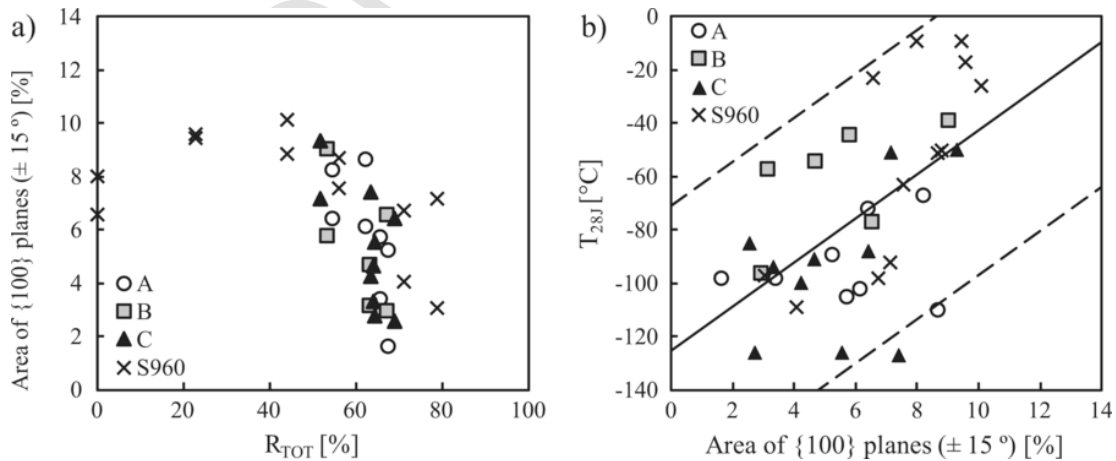 a)
Area of {100} planes (± 15 º) [%]
14
12
10
8
6
4
2
0
A
B
C
S960
0 20 40 60 80 100
R_TOT [%]
b)
T_28J [°C]
0
-20
-40
-60
-80
-100
-120
-140
A
B
C
S960
0 2 4 6 8 10 12 14
Area of {100} planes (± 15 º) [%]